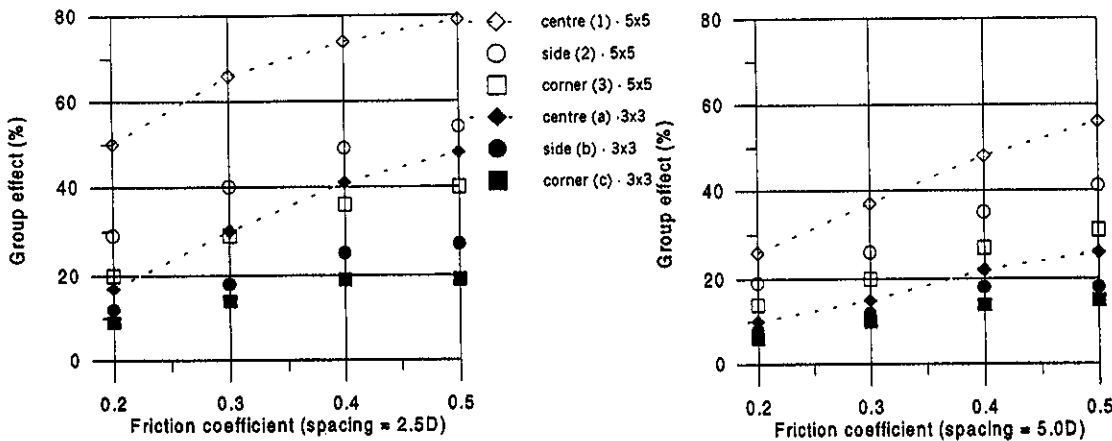 80
60
40
20
0
Group effect (%)
0.2 0.3 0.4 0.5
Friction coefficient (spacing = 2.5D)
centre (1) - 5x5
side (2) - 5x5
corner (3) - 5x5
centre (a) - 3x3
side (b) - 3x3
corner (c) - 3x3
80
60
40
20
0
Group effect (%)
0.2 0.3 0.4 0.5
Friction coefficient (spacing = 5.0D)